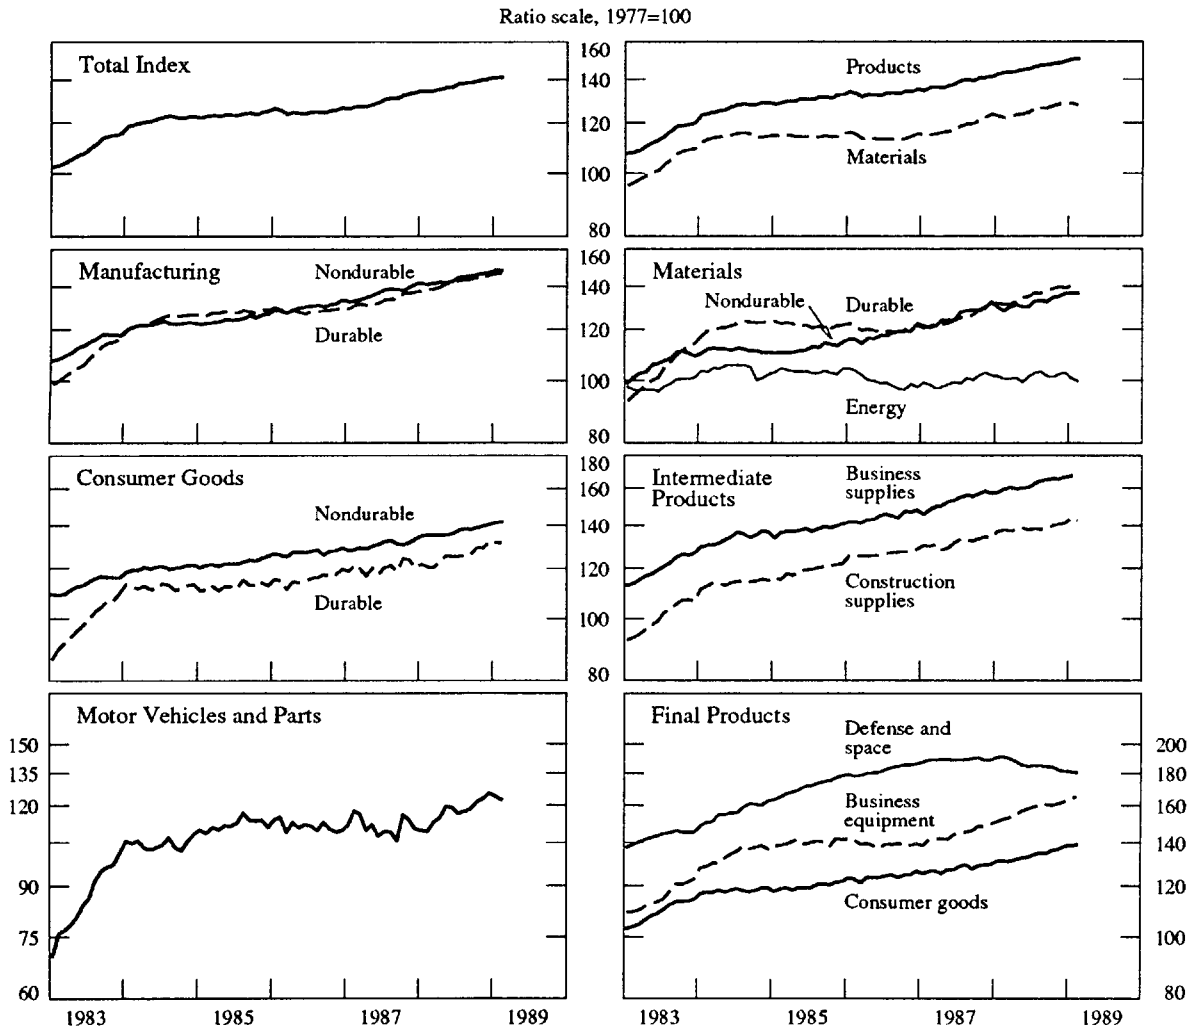 Ratio scale, 1977=100
Total Index
160
140
120
100
80
Products
Materials
Manufacturing
Nondurable
Durable
160
140
120
100
80
Materials
Nondurable
Durable
Energy
Consumer Goods
Nondurable
Durable
180
160
140
120
100
80
Intermediate
Products
Business
supplies
Construction
supplies
Motor Vehicles and Parts
150
135
120
90
75
60
Final Products
Defense and
space
Business
equipment
Consumer goods
200
180
160
140
120
100
80
1983
1985
1987
1989
1983
1985
1987
1989